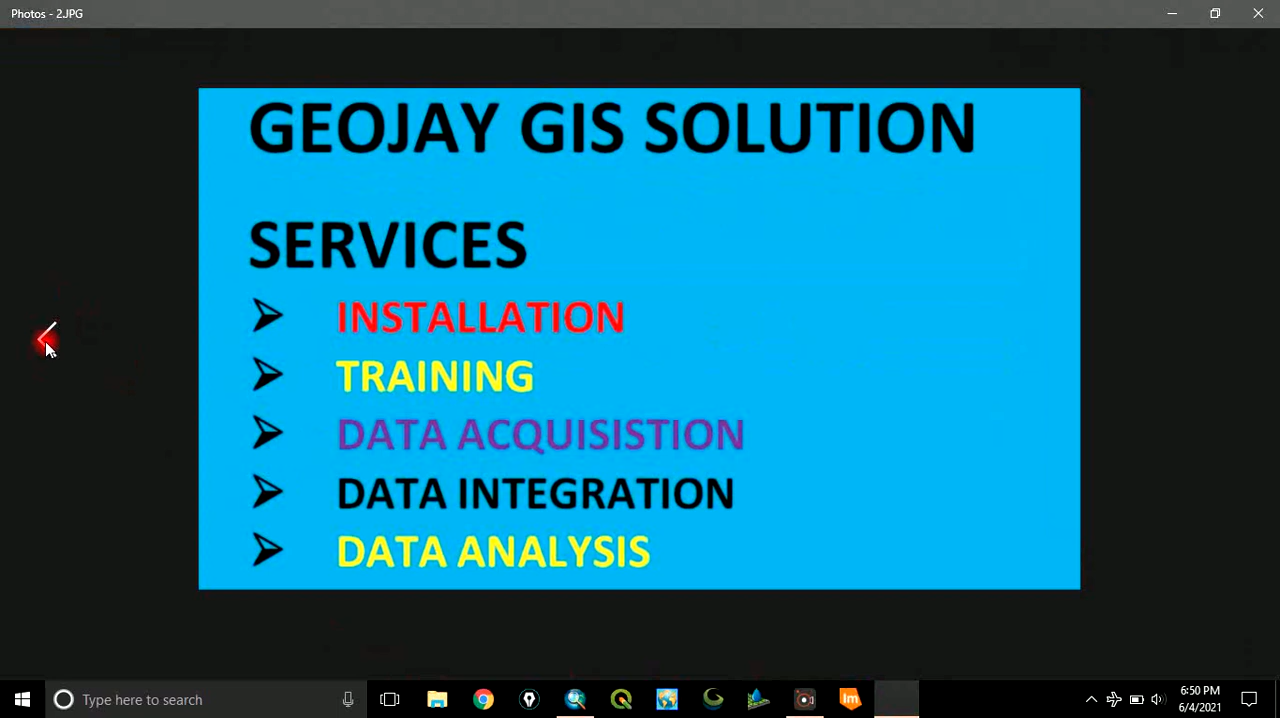 Photos - 2.JPG
GEOJAY GIS SOLUTION
SERVICES
INSTALLATION
TRAINING
DATA ACQUISISTION
DATA INTEGRATION
DATA ANALYSIS
Type here to search
Im
6:50 PM
6/4/2021